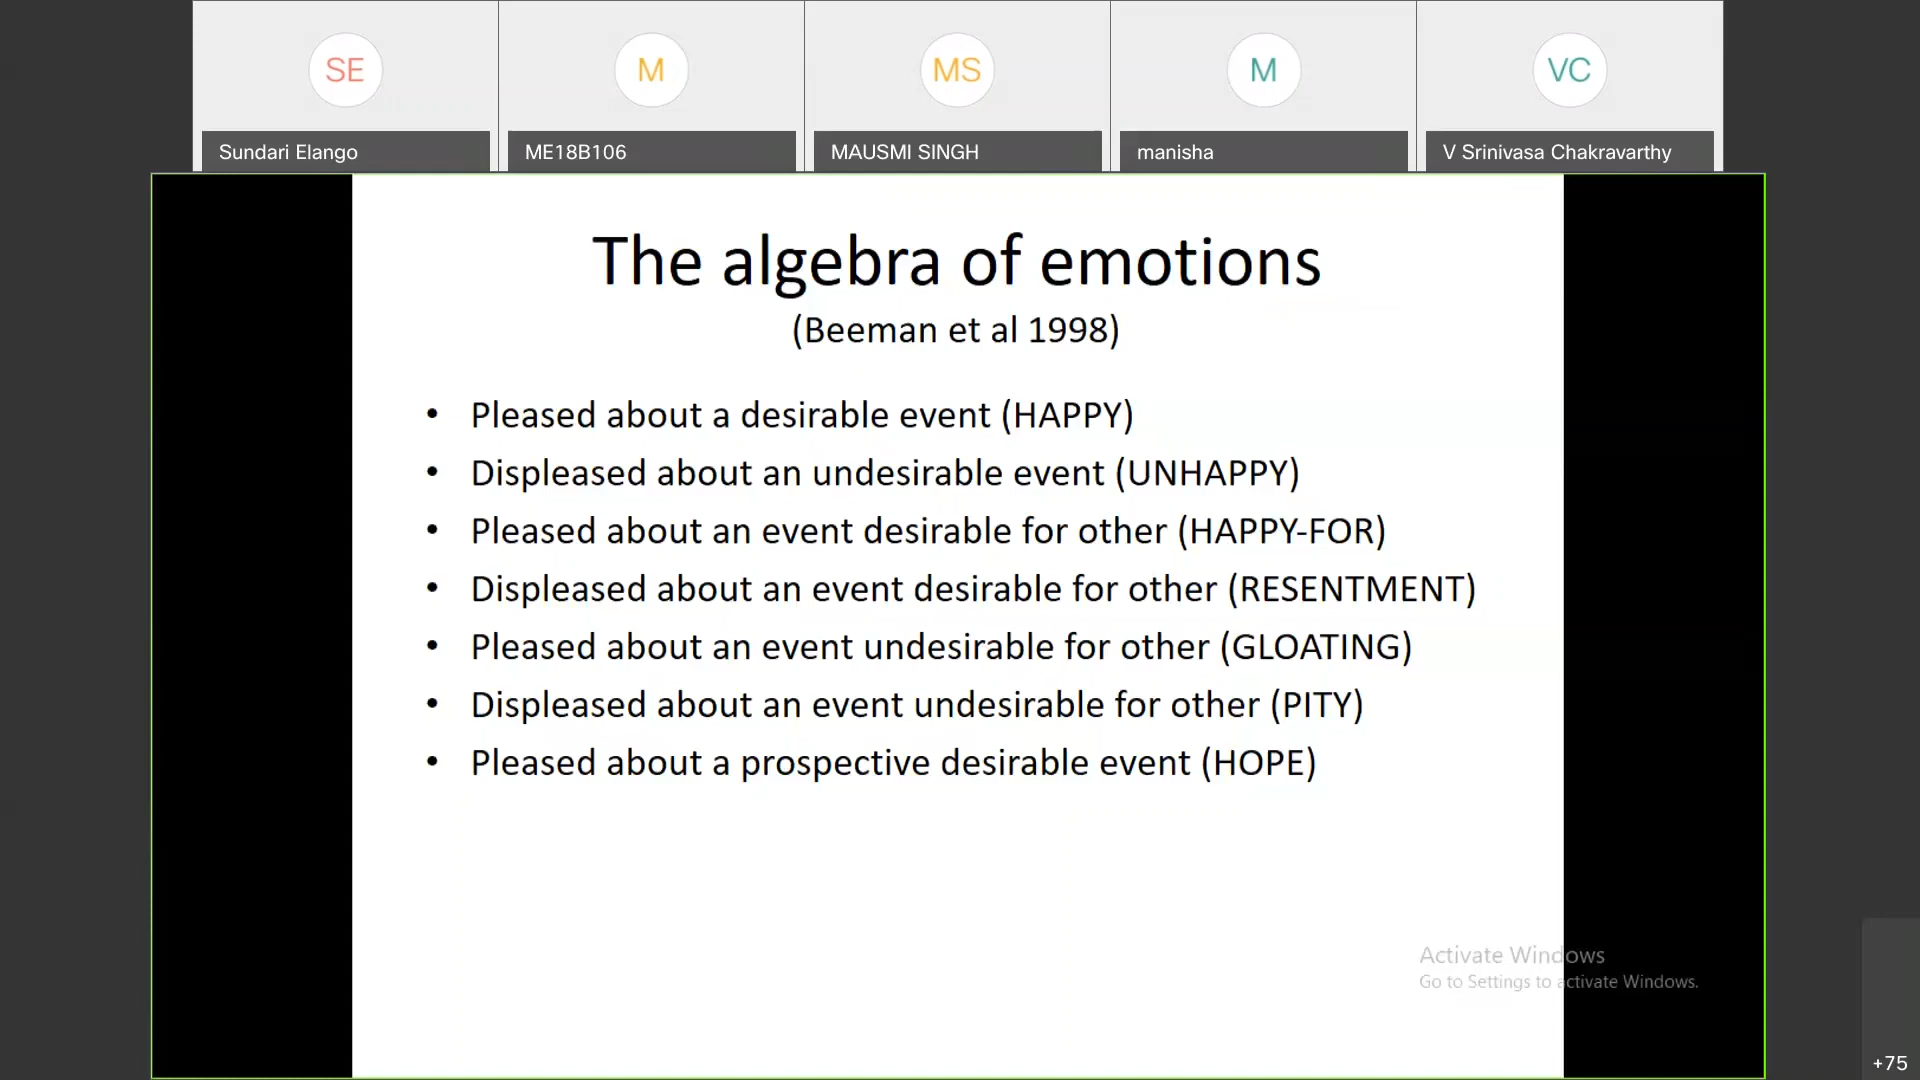 SE
M
MS
M
VC
Sundari Elango
ME18B106
MAUSMI SINGH
manisha
V Srinivasa Chakravarthy
The algebra of emotions
(Beeman et al 1998)
• Pleased about a desirable event (HAPPY)
• Displeased about an undesirable event (UNHAPPY)
• Pleased about an event desirable for other (HAPPY-FOR)
• Displeased about an event desirable for other (RESENTMENT)
• Pleased about an event undesirable for other (GLOATING)
• Displeased about an event undesirable for other (PITY)
• Pleased about a prospective desirable event (HOPE)
Activate Windows
Go to Settings to activate Windows.
+75